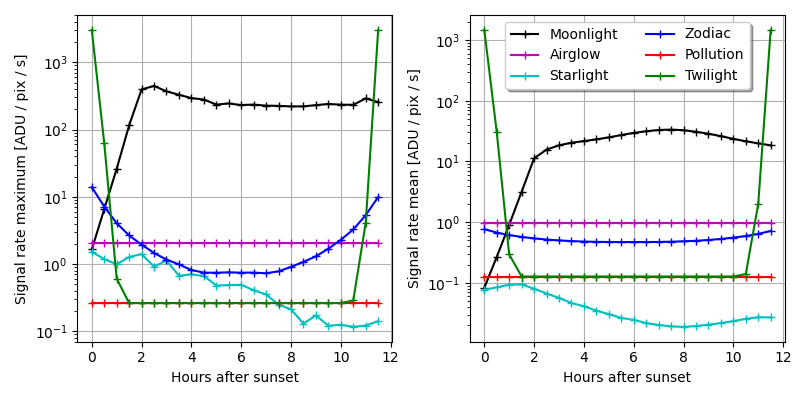 Signal rate maximum [ADU / pix / s]
10³
10²
10¹
10⁰
10⁻¹
0 2 4 6 8 10 12
Hours after sunset
Signal rate mean [ADU / pix / s]
10³
10²
10¹
10⁰
10⁻¹
0 2 4 6 8 10 12
Hours after sunset
Moonlight
Airglow
Starlight
Zodiac
Pollution
Twilight